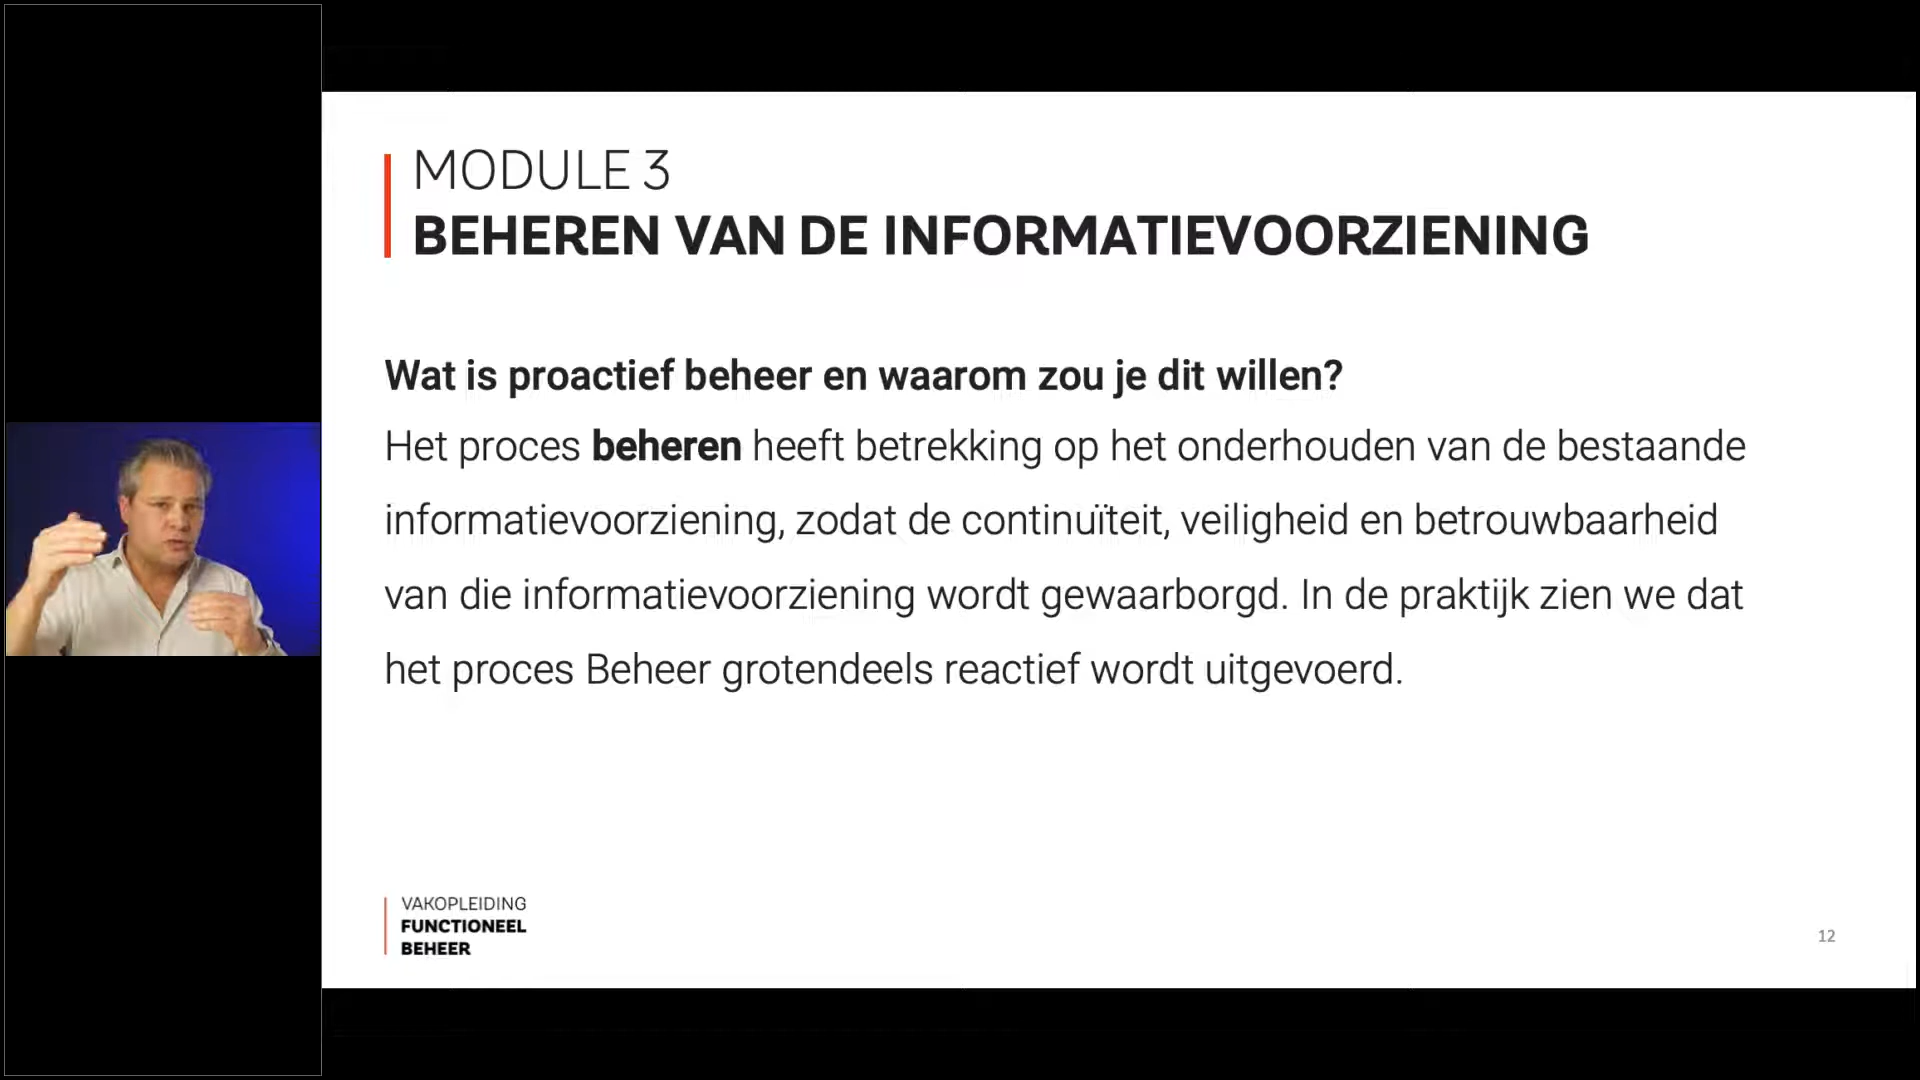 MODULE 3
BEHEREN VAN DE INFORMATIEVOORZIENING
Wat is proactief beheer en waarom zou je dit willen?
Het proces beheren heeft betrekking op het onderhouden van de bestaande
informatievoorziening, zodat de continuïteit, veiligheid en betrouwbaarheid
van die informatievoorziening wordt gewaarborgd. In de praktijk zien we dat
het proces Beheer grotendeels reactief wordt uitgevoerd.
VAKOPLEIDING
FUNCTIONEEL
BEHEER
12